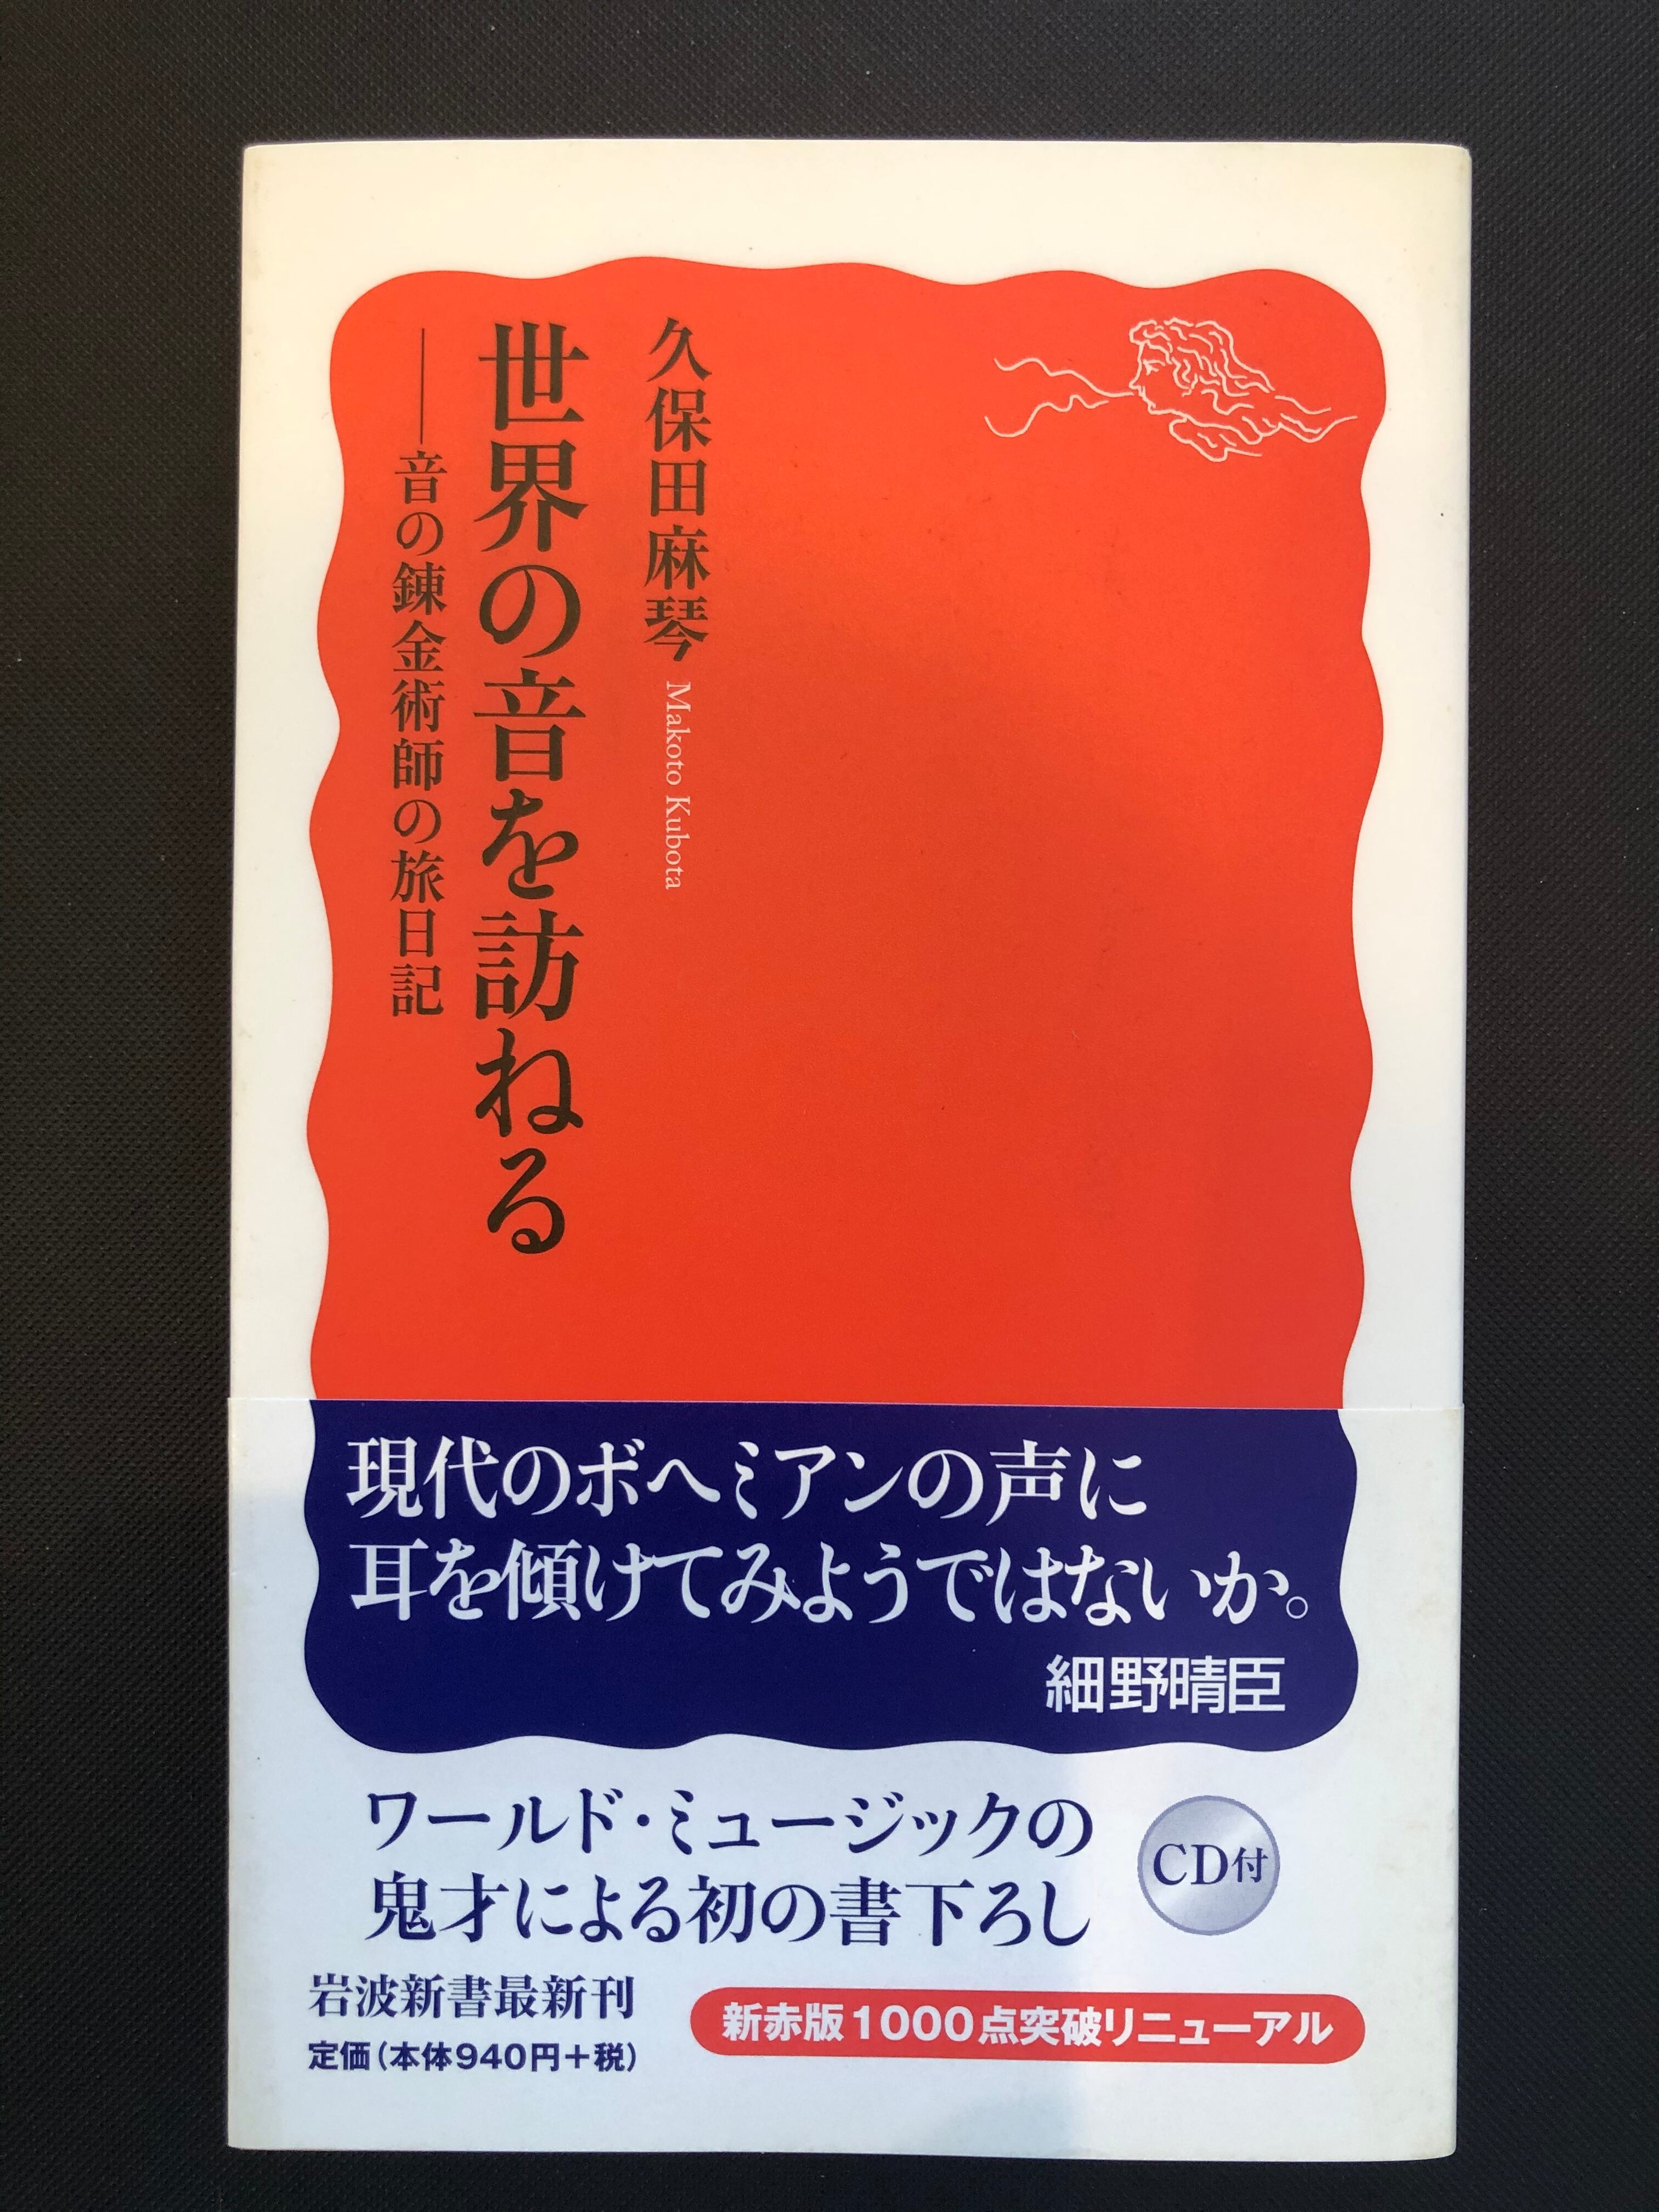 久保田麻琴 Makoto Kubota
世界の音を訪ねる
——音の錬金術師の旅日記
現代のボヘミアンの声に
耳を傾けてみようではないか。
細野晴臣
ワールド・ミュージックの
鬼才による初の書下ろし
CD付
岩波新書最新刊
定価(本体940円+税)
新赤版1000点突破リニューアル